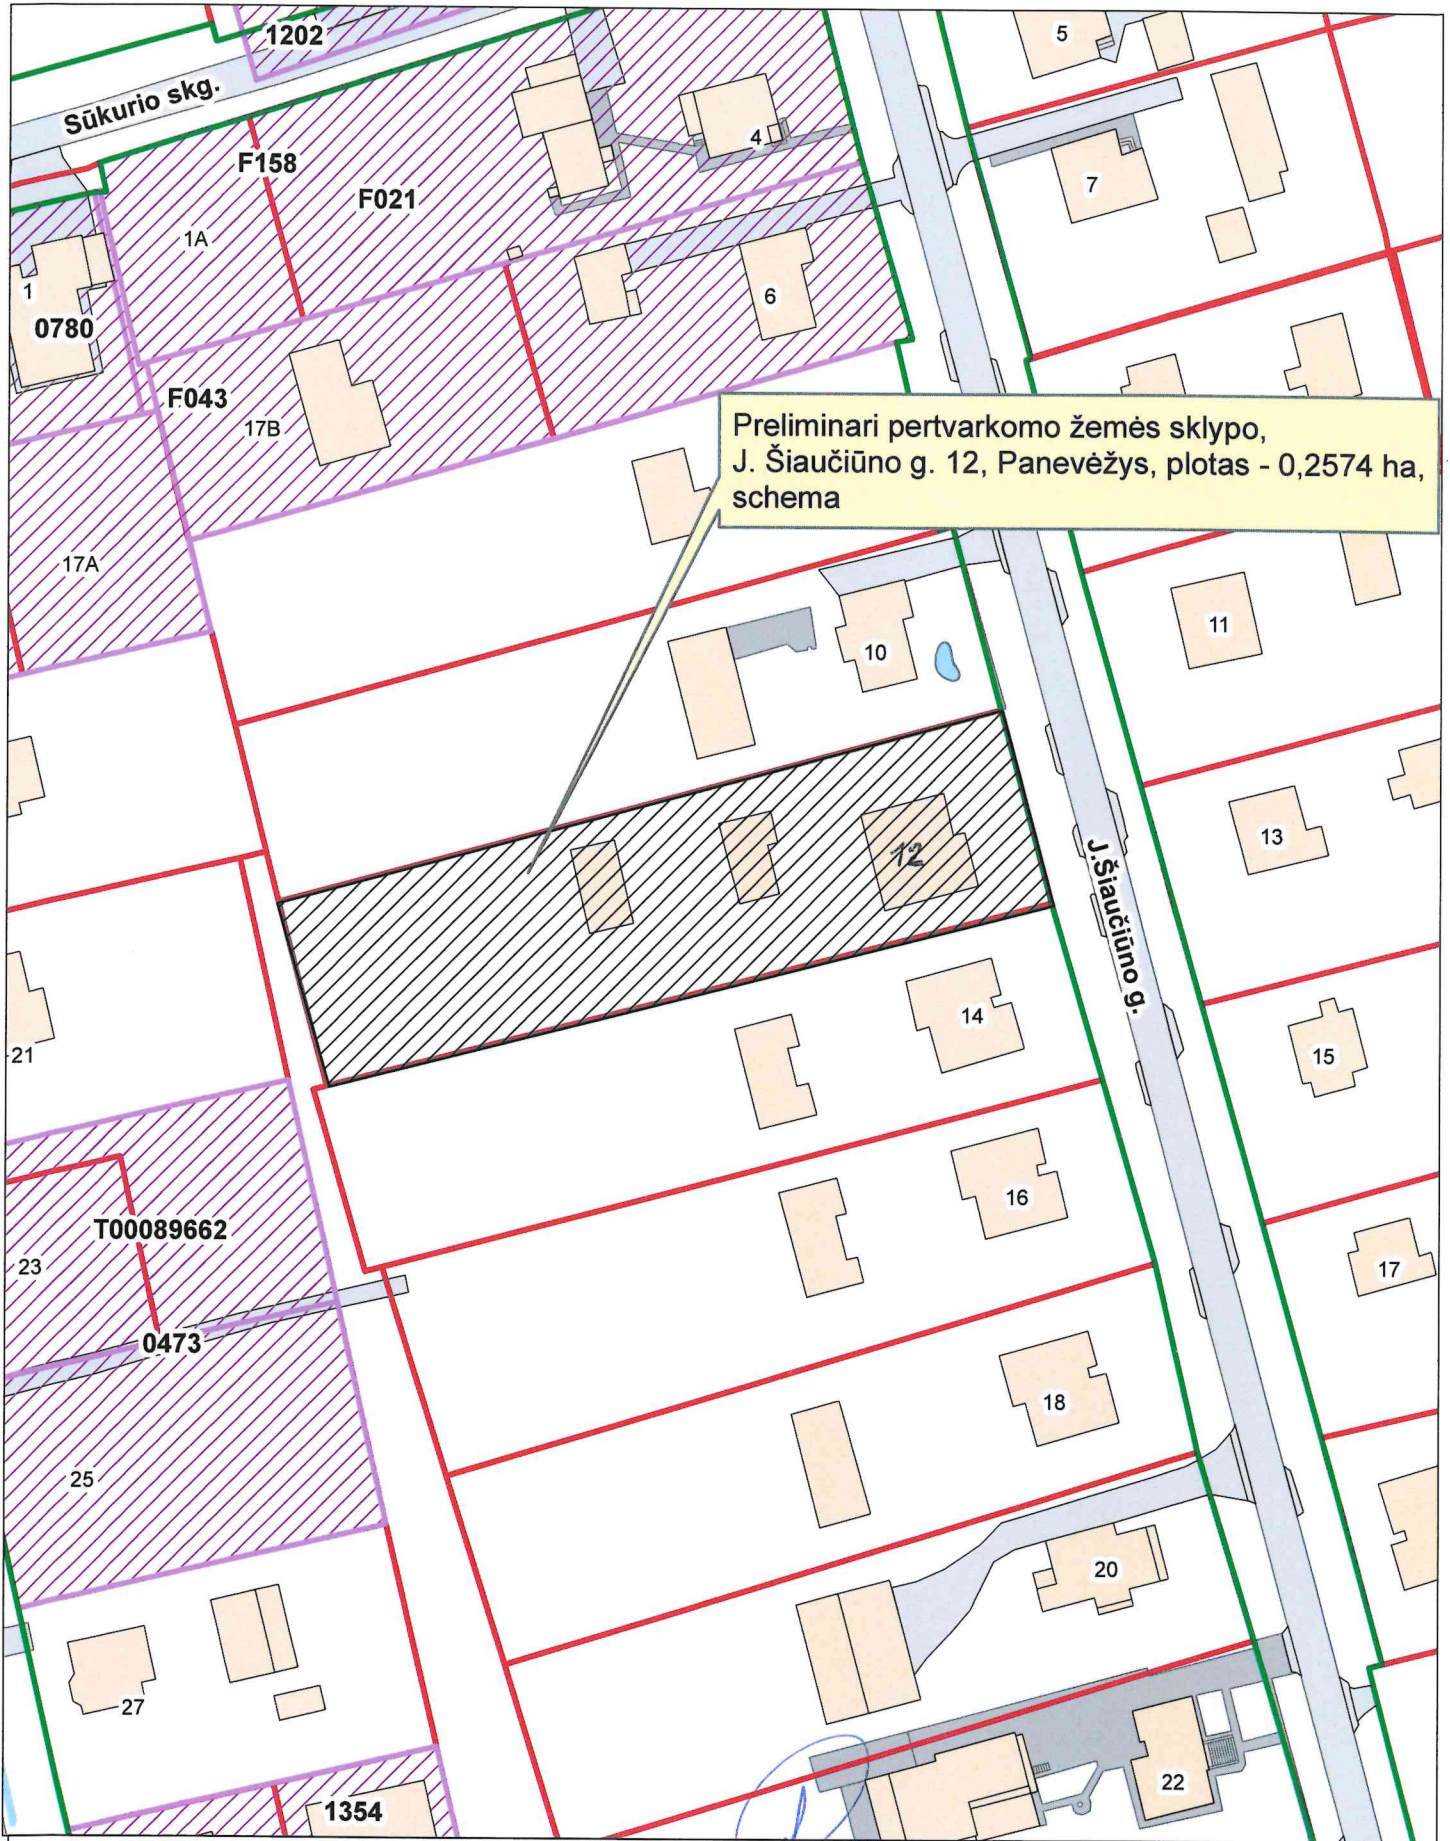 1202
5
Sūkurio skg.
4
F158
7
F021
1A
1
6
0780
F043
17B
Preliminari pertvarkomo žemės sklypo,
J. Šiaučiūno g. 12, Panevėžys, plotas - 0,2574 ha,
schema
17A
11
10
13
12
J.Šiaučiūno g.
14
15
21
16
T00089662
23
17
0473
18
25
20
27
22
1354